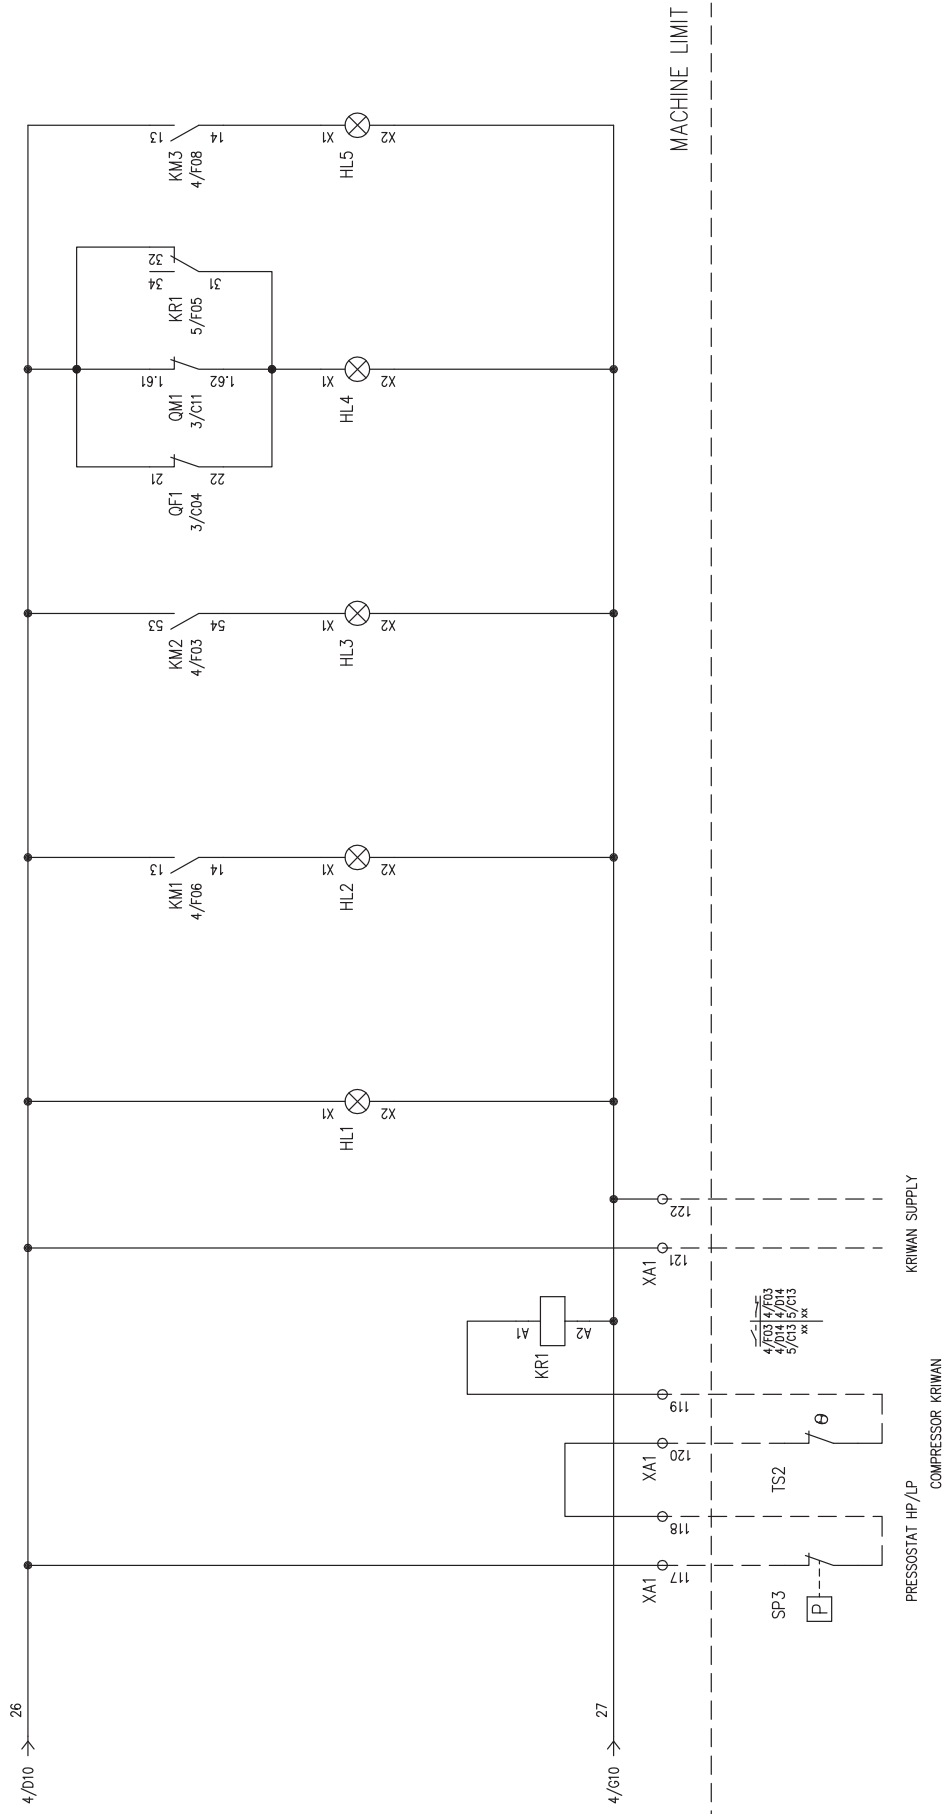 4/D10
26
4/G10
27
SP3
P
PRESSOSTAT HP/LP
XA1
117
118
TS2
θ
COMPRESSOR KRIWAN
XA1
120
119
KR1
A1
A2
4/F03 4/F03
4/D14 4/D14
5/C13 5/C13
xx xx
XA1
121
122
KRIWAN SUPPLY
HL1
X1
X2
KM1
4/F06
13
14
HL2
X1
X2
KM2
4/F03
53
54
HL3
X1
X2
QF1
3/C04
21
22
QM1
3/C11
1.61
1.62
KR1
5/F05
34
32
31
HL4
X1
X2
KM3
4/F08
13
14
HL5
X1
X2
MACHINE LIMIT